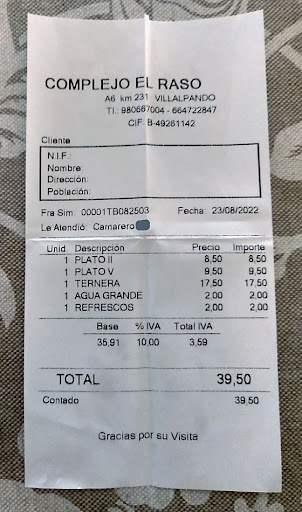 COMPLEJO EL RASO
A6 km 231 VILLALPANDO
Tl.: 980667004 - 664722847
CIF: B-49261142
Cliente
N.I.F.:
Nombre:
Dirección:
Población:
Fra Sim: 00001TB082503 Fecha: 23/08/2022
Le Atendió: Camarero
Unid Descripción Precio Importe
1 PLATO II 8,50 8,50
1 PLATO V 9,50 9,50
1 TERNERA 17,50 17,50
1 AGUA GRANDE 2,00 2,00
1 REFRESCOS 2,00 2,00
Base % IVA Total IVA
35,91 10,00 3,59
TOTAL 39,50
Contado 39,50
Gracias por su Visita